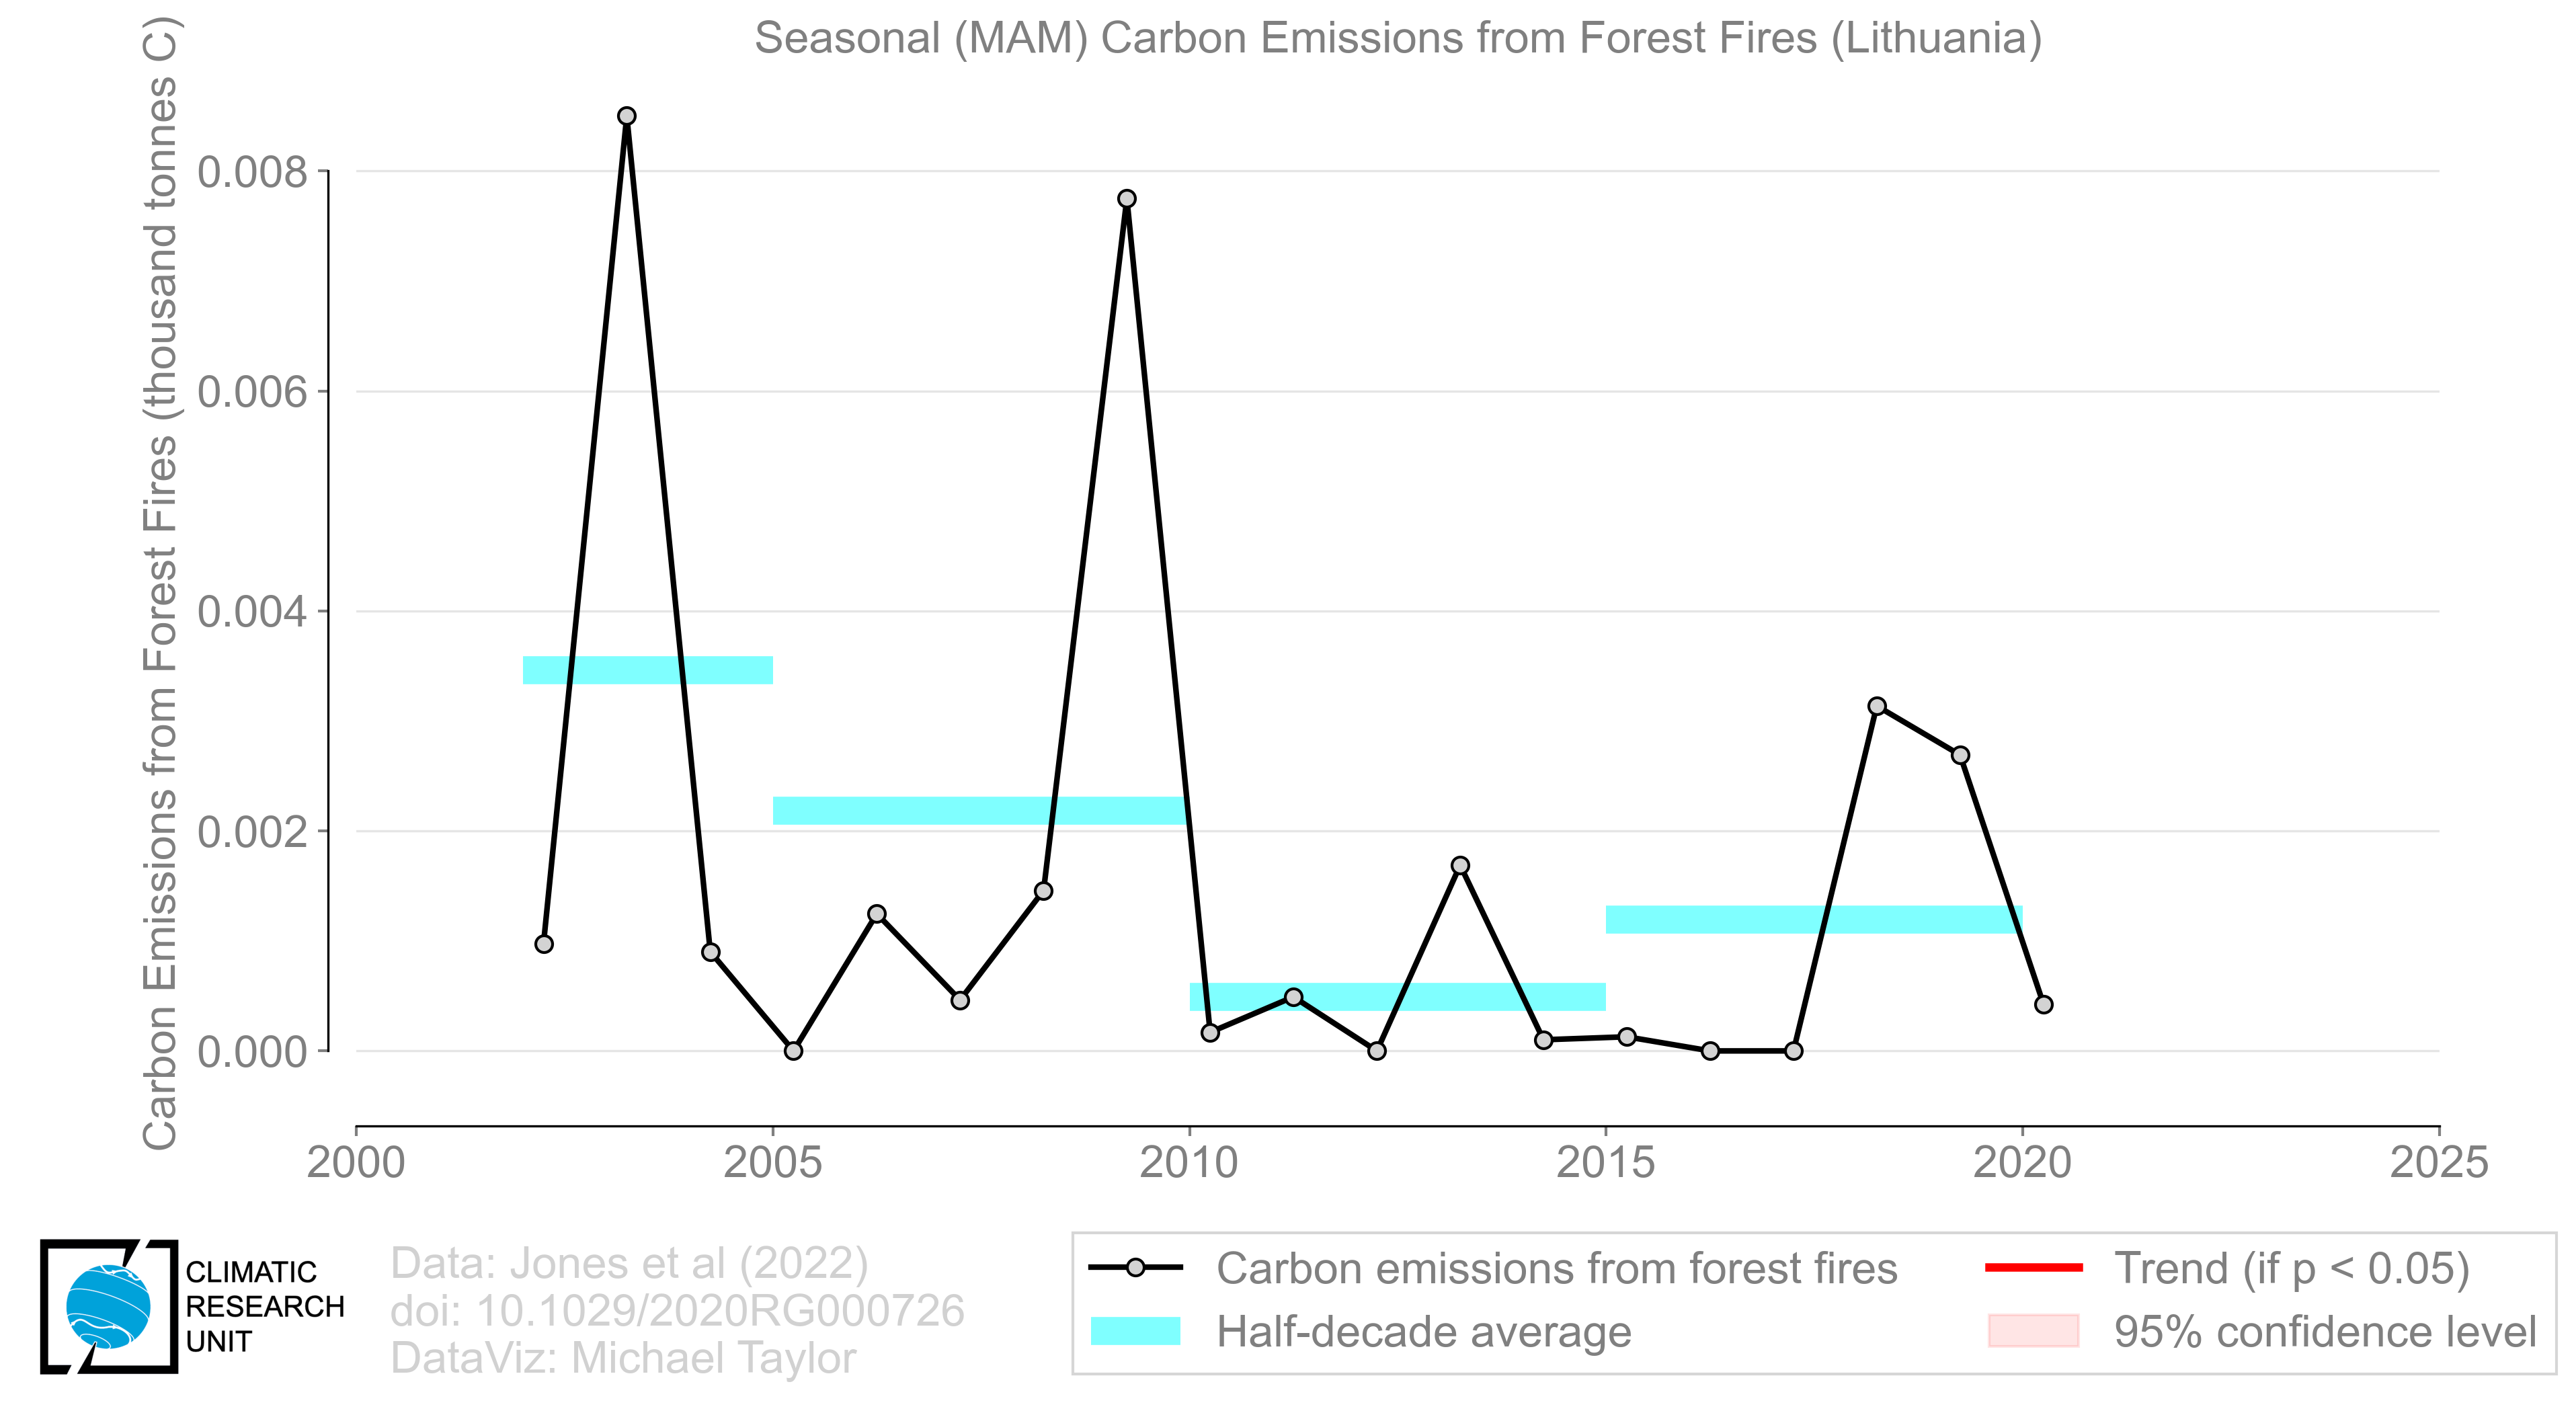 Seasonal (MAM) Carbon Emissions from Forest Fires (Lithuania)
Carbon Emissions from Forest Fires (thousand tonnes C)
0.008
0.006
0.004
0.002
0.000
2000 2005 2010 2015 2020 2025
CLIMATIC
RESEARCH
UNIT
Data: Jones et al (2022)
doi: 10.1029/2020RG000726
DataViz: Michael Taylor
Carbon emissions from forest fires
Half-decade average
Trend (if p < 0.05)
95% confidence level